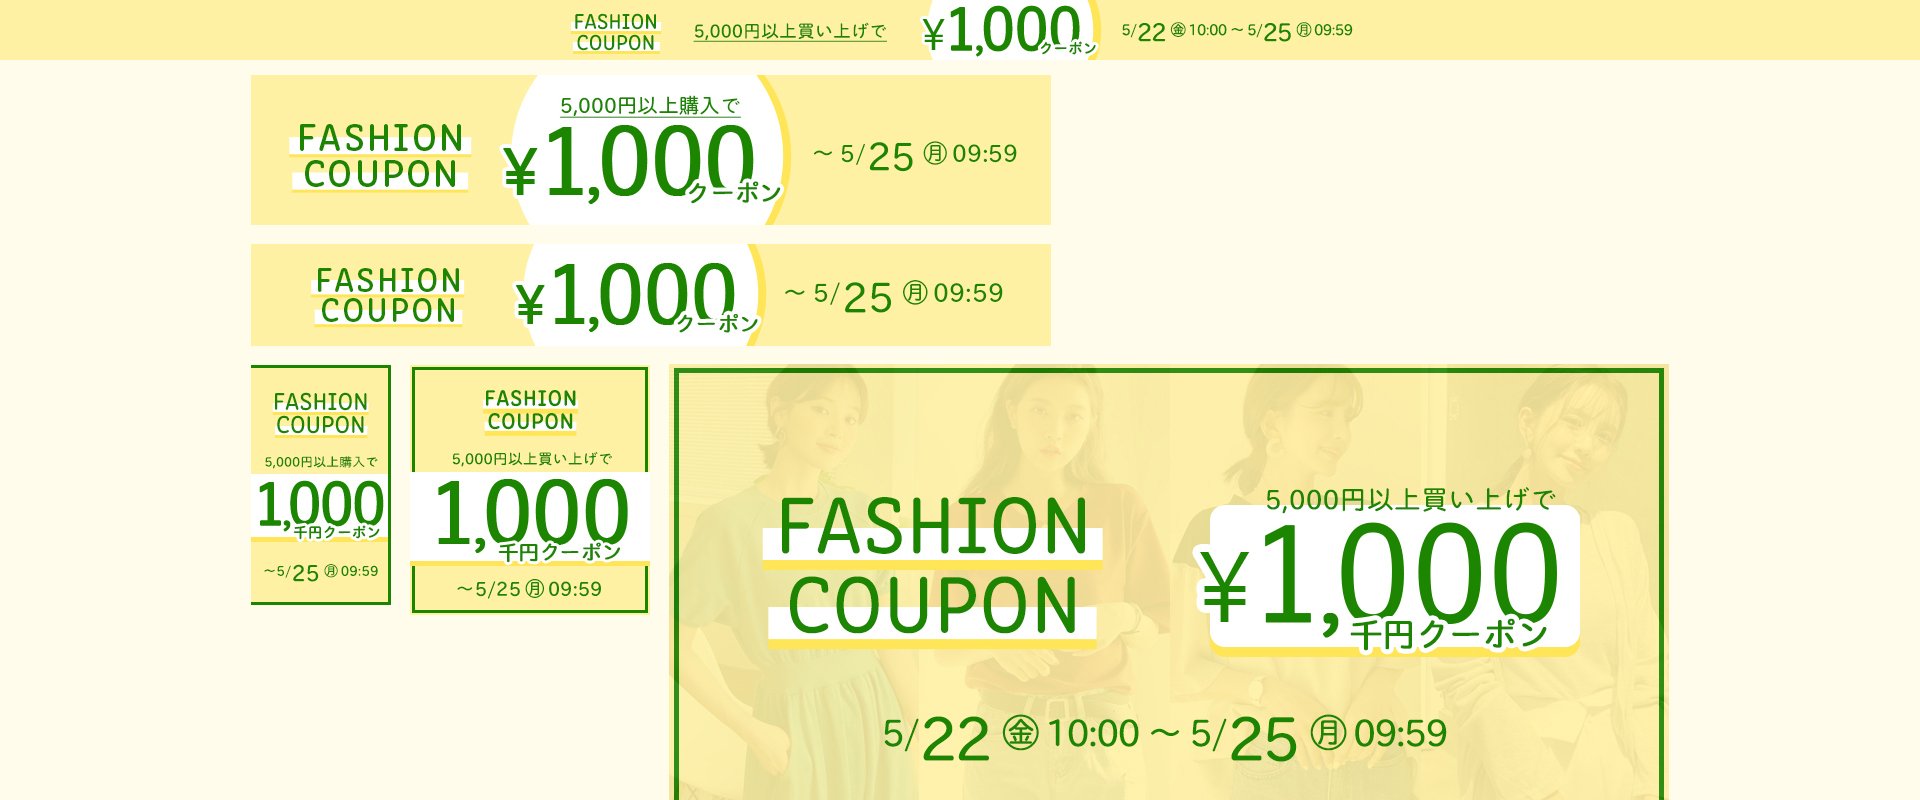 FASHION
COUPON
5,000円以上買い上げで
¥1,000
クーポン
5/22 ㊎ 10:00 ～ 5/25 ㊊ 09:59
FASHION
COUPON
5,000円以上購入で
¥1,000
クーポン
～ 5/25 ㊊ 09:59
FASHION
COUPON
¥1,000
クーポン
～ 5/25 ㊊ 09:59
FASHION
COUPON
5,000円以上購入で
1,000
千円クーポン
～5/25 ㊊ 09:59
FASHION
COUPON
5,000円以上買い上げで
1,000
千円クーポン
～5/25 ㊊ 09:59
FASHION
COUPON
5,000円以上買い上げで
¥1,000
千円クーポン
5/22 ㊎ 10:00 ～ 5/25 ㊊ 09:59